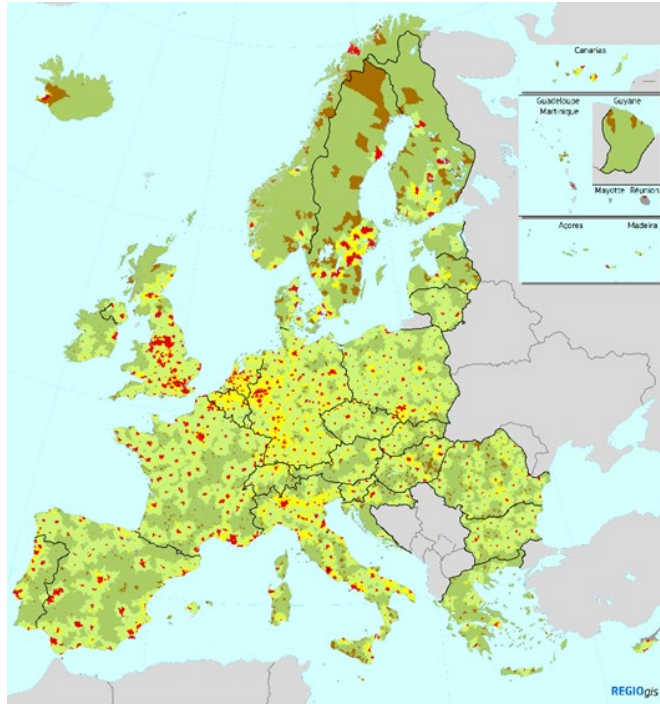 Canarias
Guadeloupe
Martinique
Guyane
Mayotte
Réunion
Açores
Madeira
REGIOgis